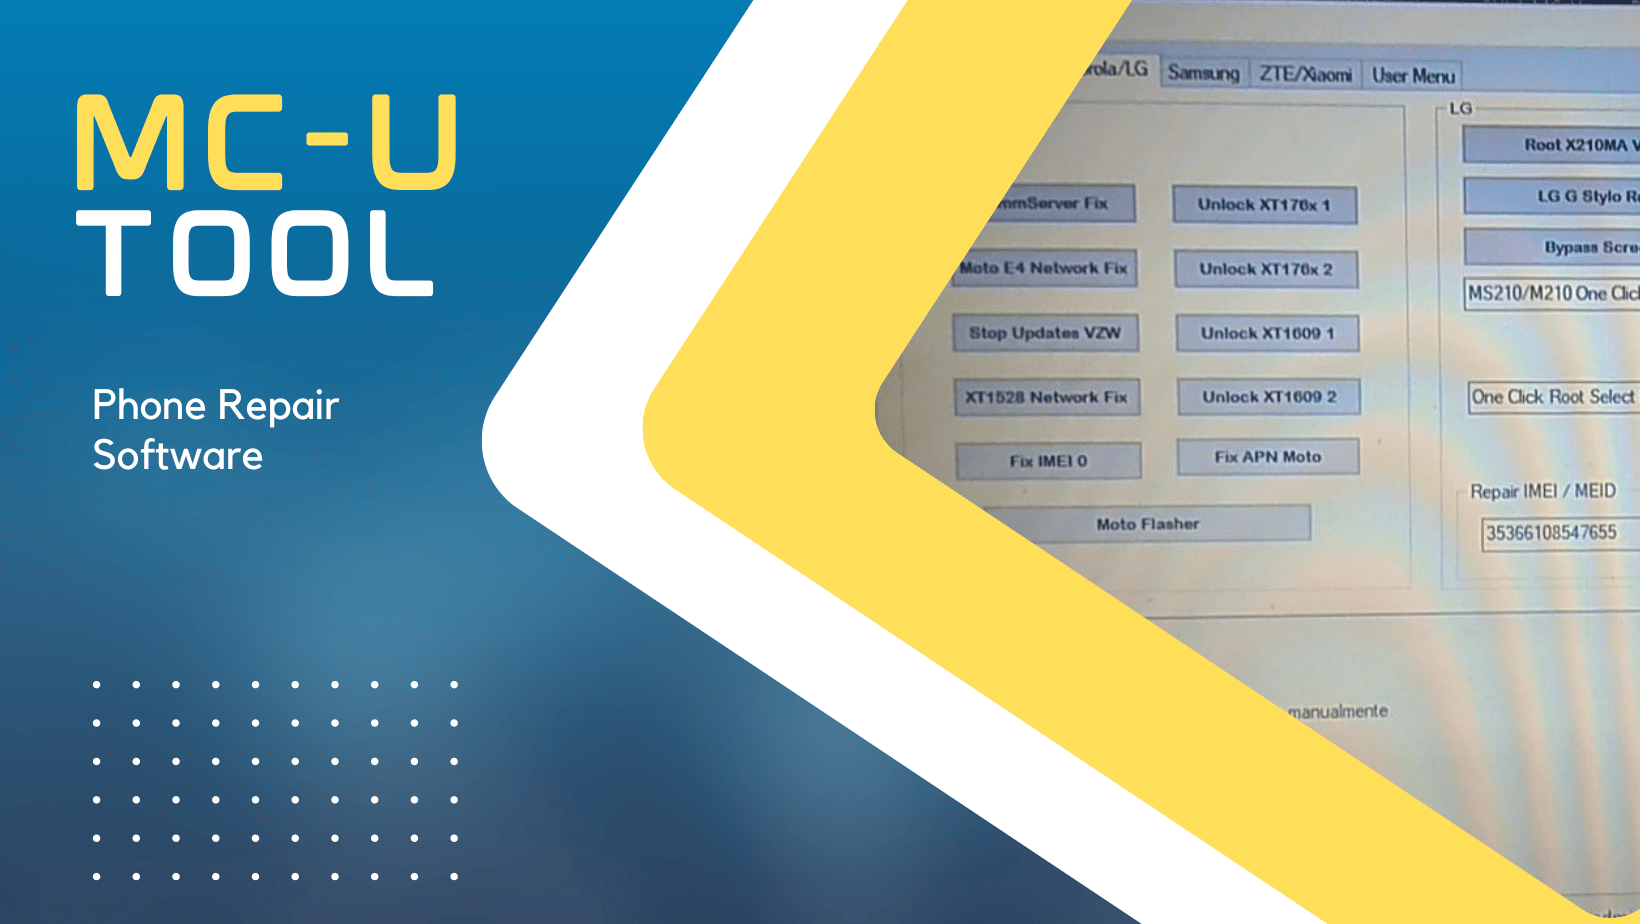 MC-U
TOOL
Phone Repair
Software
rola/LG
Samsung
ZTE/Xiaomi
User Menu
mmServer Fix
Unlock XT176x 1
Moto E4 Network Fix
Unlock XT176x 2
Stop Updates VZW
Unlock XT1609 1
XT1528 Network Fix
Unlock XT1609 2
Fix IMEI 0
Fix APN Moto
Moto Flasher
manualmente
LG
Root X210MA V
LG G Stylo R
Bypass Scre
MS210/M210 One Clic
One Click Root Select
Repair IMEI / MEID
35366108547655